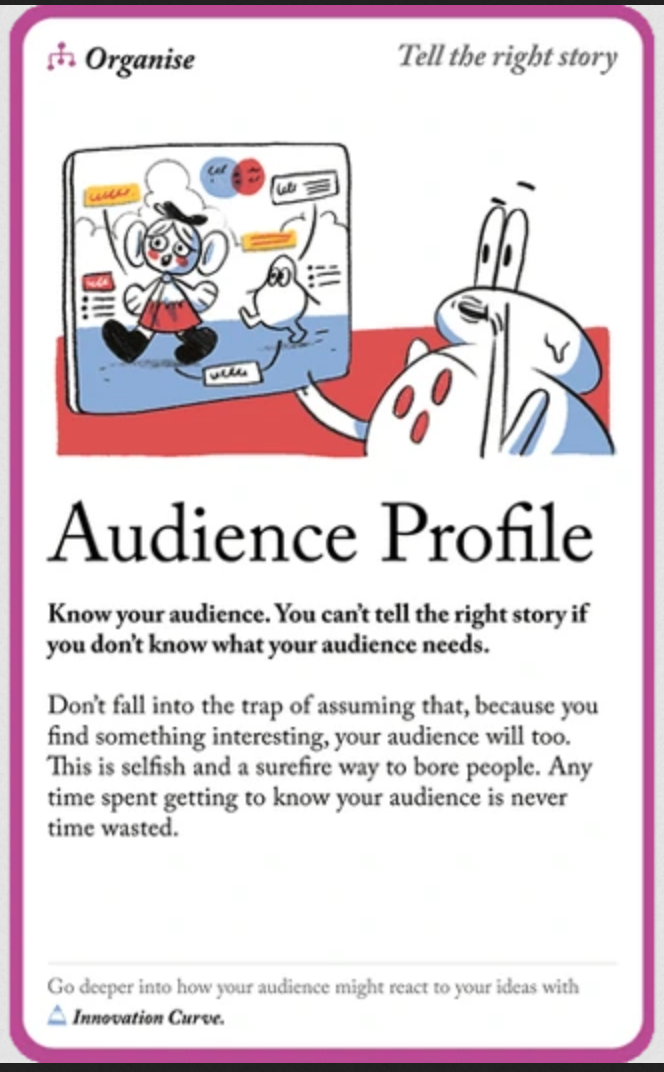 Organise
Tell the right story
Audience Profile
Know your audience. You can't tell the right story if
you don't know what your audience needs.
Don't fall into the trap of assuming that, because you
find something interesting, your audience will too.
This is selfish and a surefire way to bore people. Any
time spent getting to know your audience is never
time wasted.
Go deeper into how your audience might react to your ideas with
Innovation Curve.